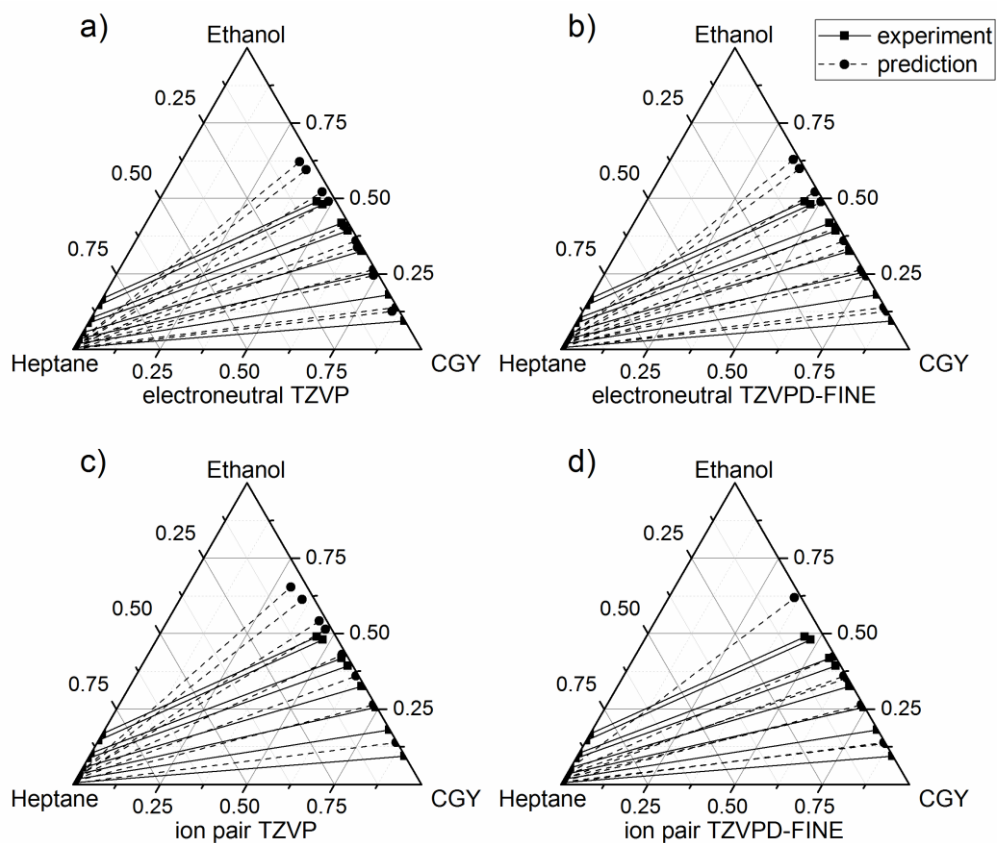 a)
Ethanol
0.25
0.75
0.50
0.50
0.75
0.25
Heptane
CGY
0.25
0.50
0.75
electroneutral TZVP
b)
Ethanol
experiment
prediction
0.25
0.75
0.50
0.50
0.75
0.25
Heptane
CGY
0.25
0.50
0.75
electroneutral TZVPD-FINE
c)
Ethanol
0.25
0.75
0.50
0.50
0.75
0.25
Heptane
CGY
0.25
0.50
0.75
ion pair TZVP
d)
Ethanol
0.25
0.75
0.50
0.50
0.75
0.25
Heptane
CGY
0.25
0.50
0.75
ion pair TZVPD-FINE